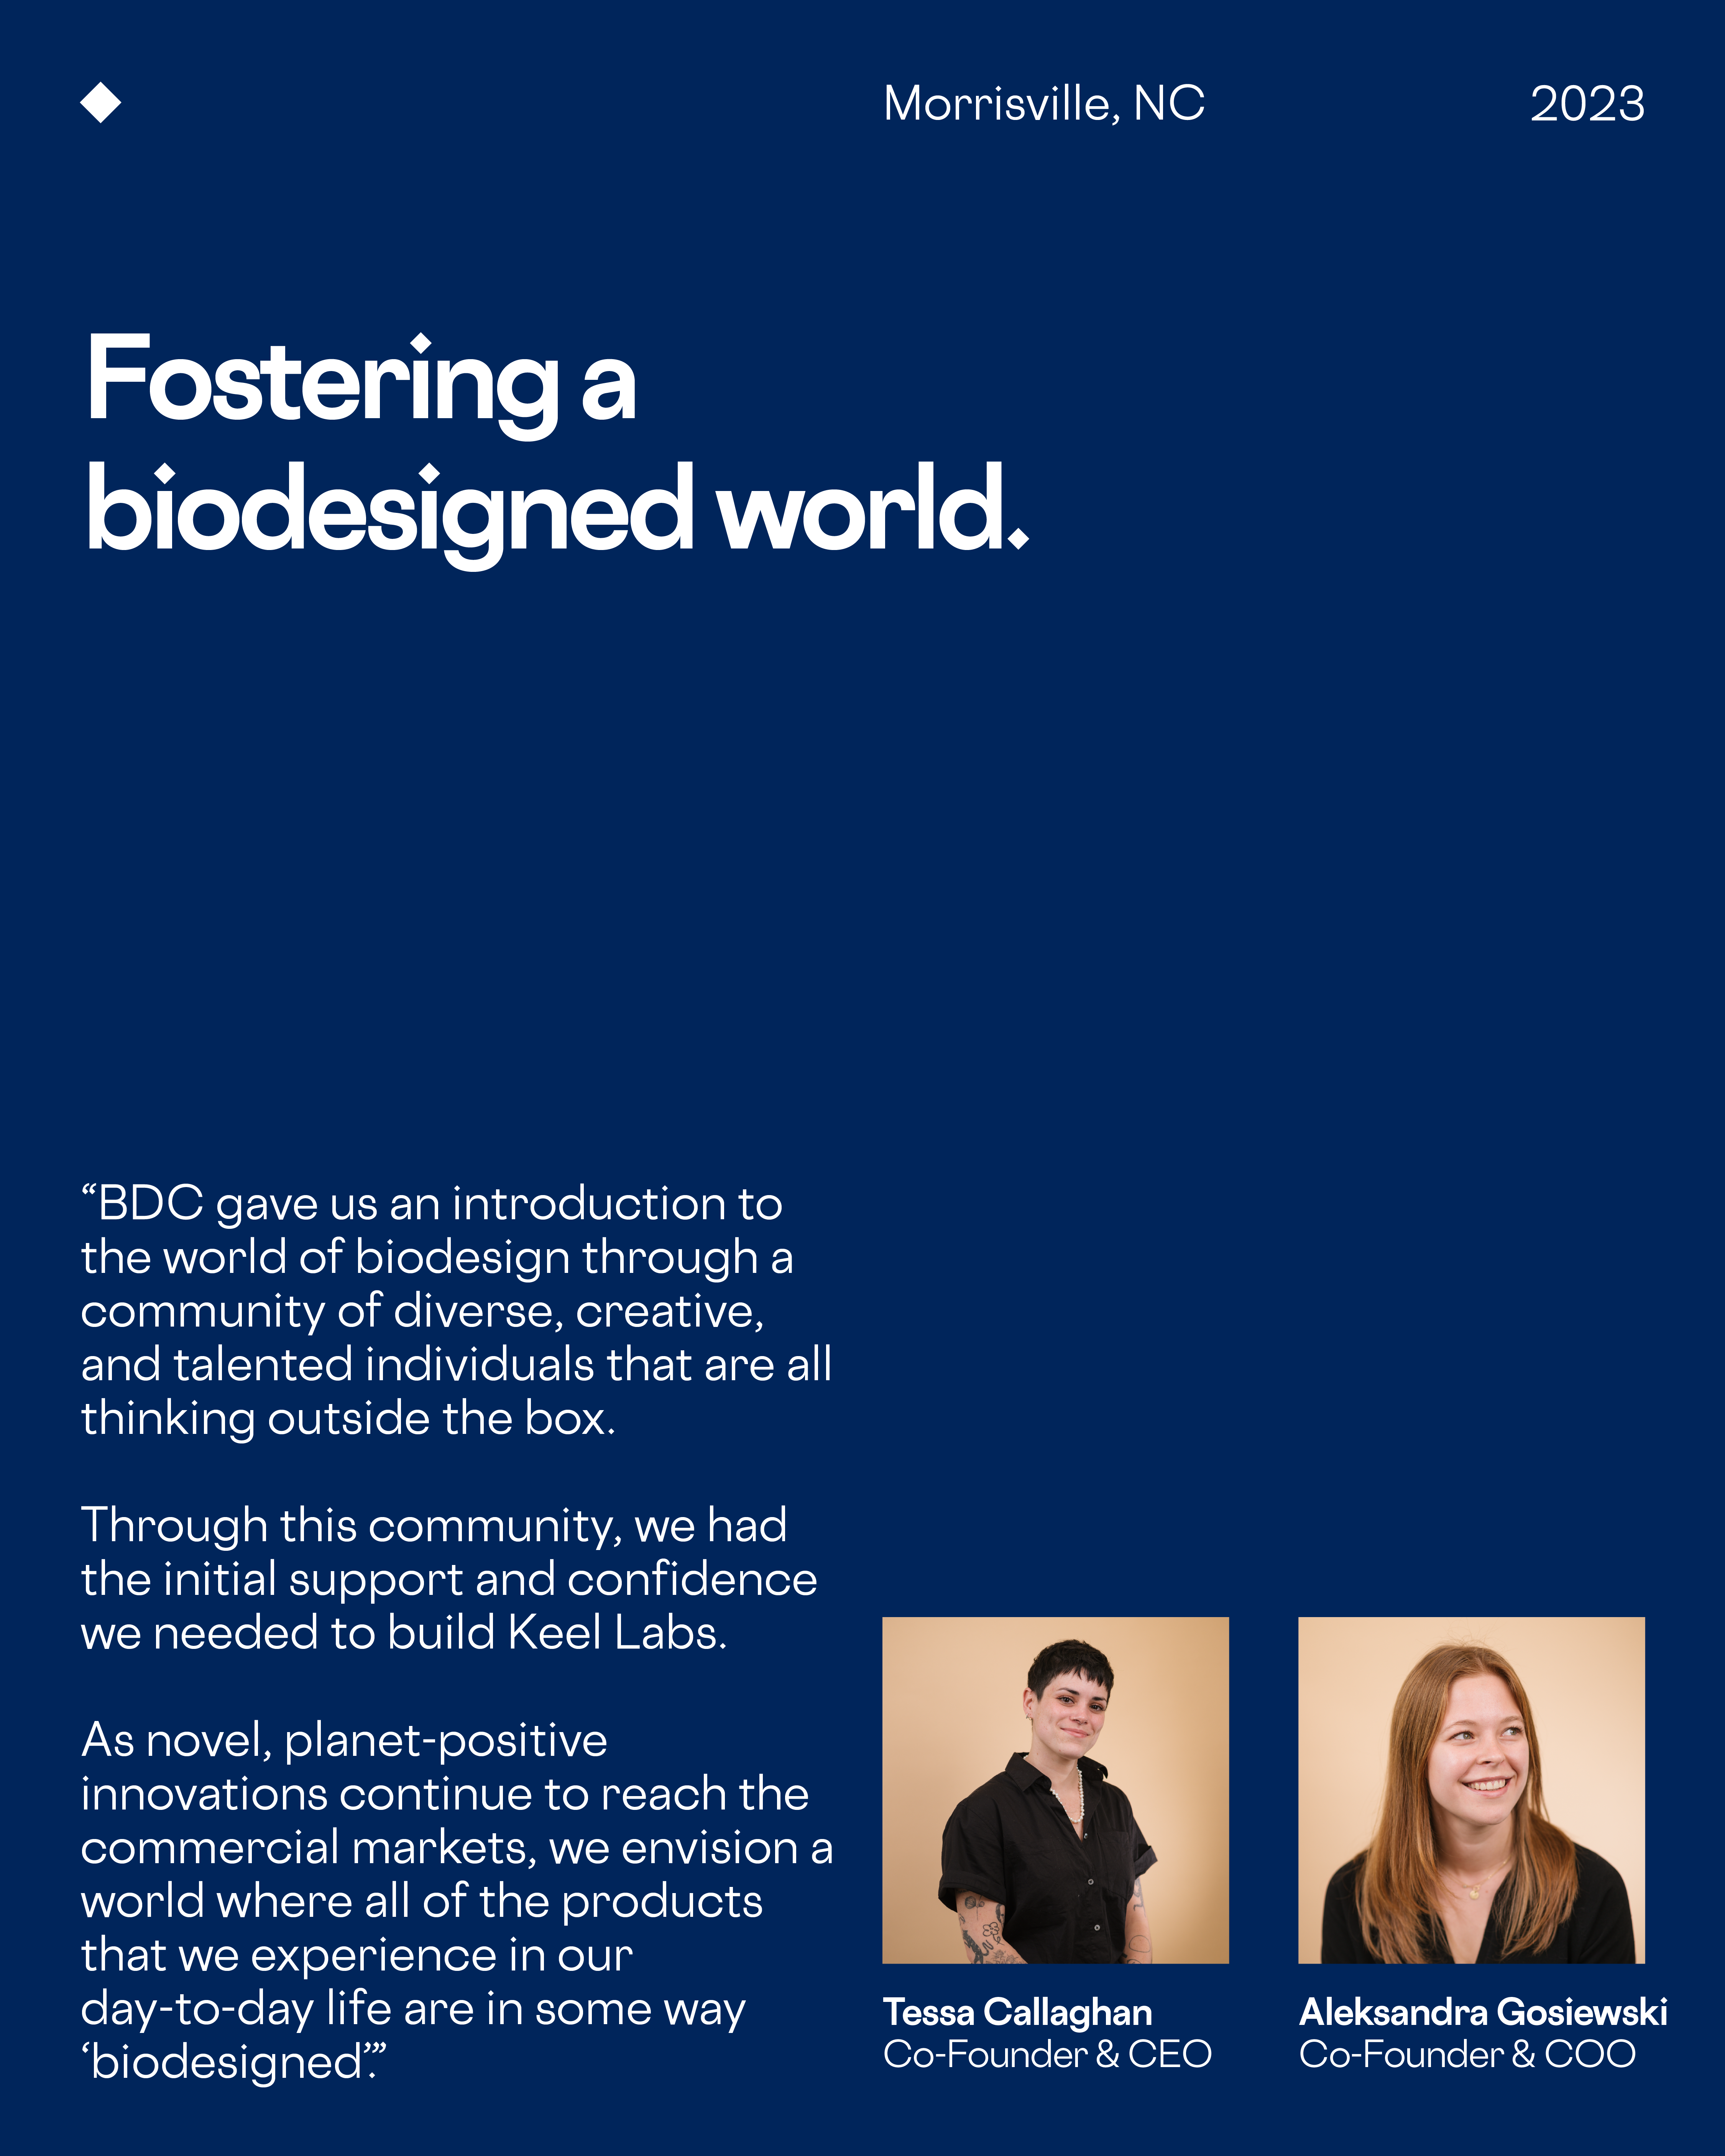 Morrisville, NC
2023
Fostering a
biodesigned world.
“BDC gave us an introduction to
the world of biodesign through a
community of diverse, creative,
and talented individuals that are all
thinking outside the box.
Through this community, we had
the initial support and confidence
we needed to build Keel Labs.
As novel, planet-positive
innovations continue to reach the
commercial markets, we envision a
world where all of the products
that we experience in our
day-to-day life are in some way
‘biodesigned’.”
Tessa Callaghan
Co-Founder & CEO
Aleksandra Gosiewski
Co-Founder & COO